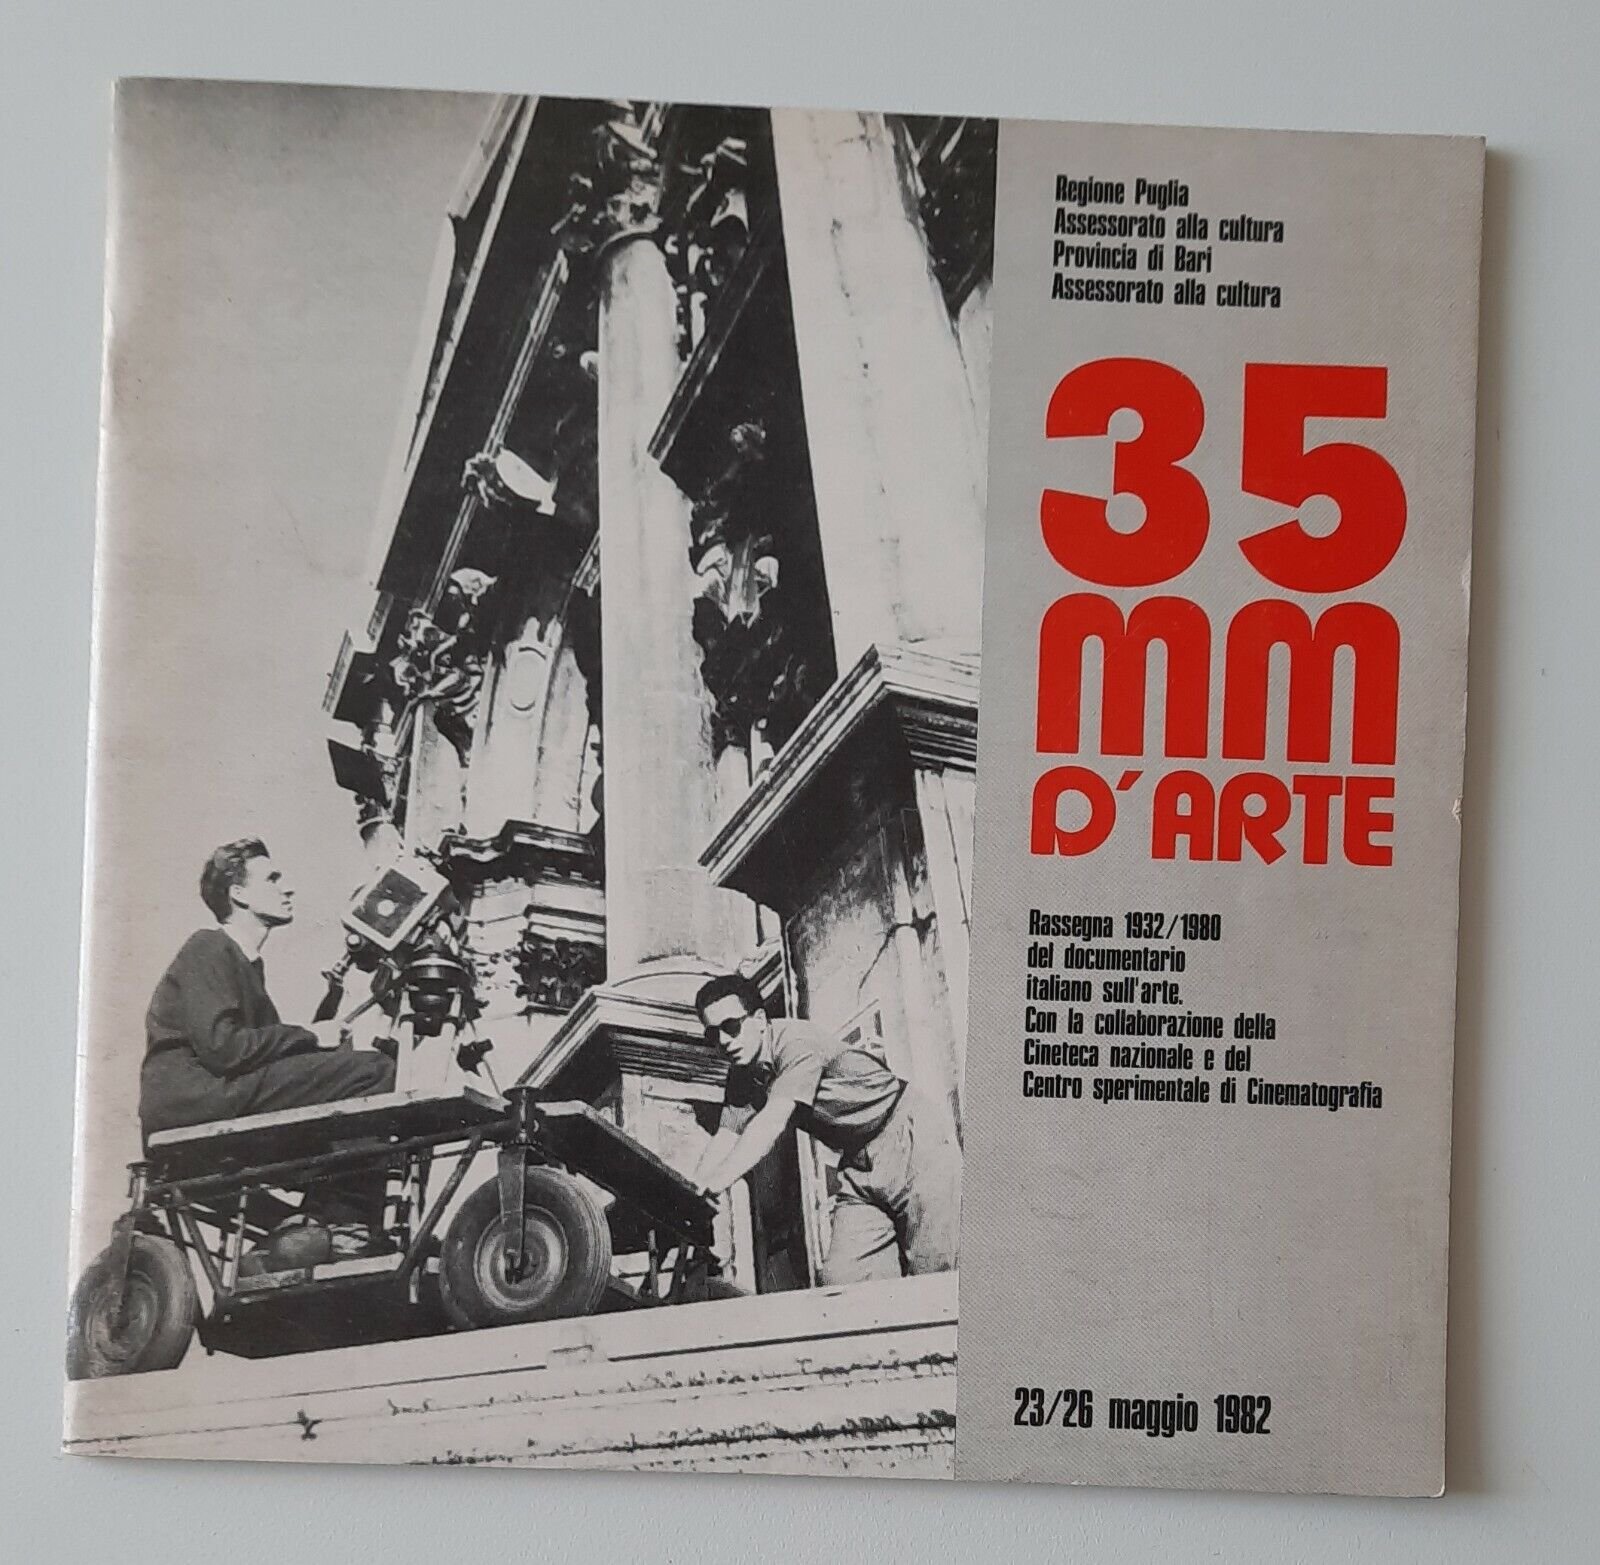 Regione Puglia
Assessorato alla cultura
Provincia di Bari
Assessorato alla cultura
35
MM
D'ARTE
Rassegna 1932/1980
del documentario
italiano sull'arte.
Con la collaborazione della
Cineteca nazionale e del
Centro sperimentale di Cinematografia
23/26 maggio 1982